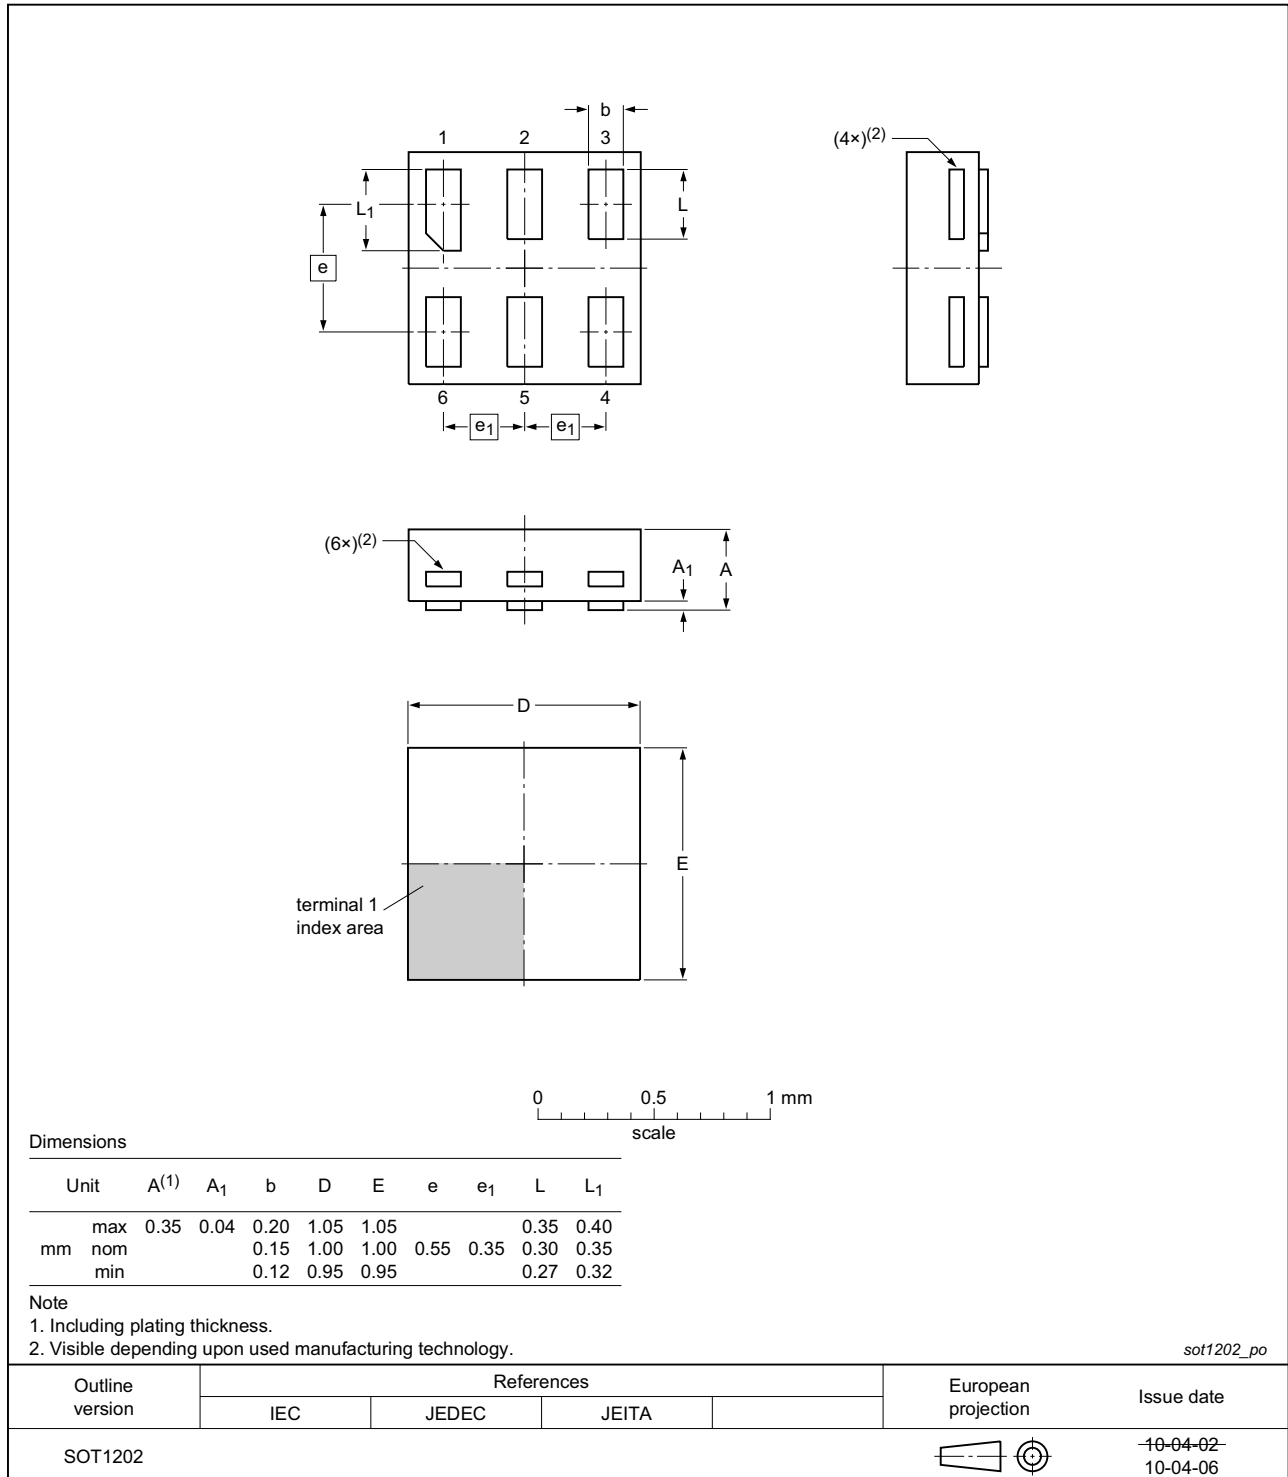 b
1 2 3
(4×)(2)
L1
L
e
6 5 4
e1 e1
(6×)(2)
A1 A
D
E
terminal 1
index area
0 0.5 1 mm
scale
Dimensions
Unit A(1) A1 b D E e e1 L L1
max 0.35 0.04 0.20 1.05 1.05 0.35 0.40
mm nom 0.15 1.00 1.00 0.55 0.35 0.30 0.35
min 0.12 0.95 0.95 0.27 0.32
Note
1. Including plating thickness.
2. Visible depending upon used manufacturing technology.
sot1202_po
Outline
version
References
IEC JEDEC JEITA
European
projection
Issue date
SOT1202
10-04-02
10-04-06